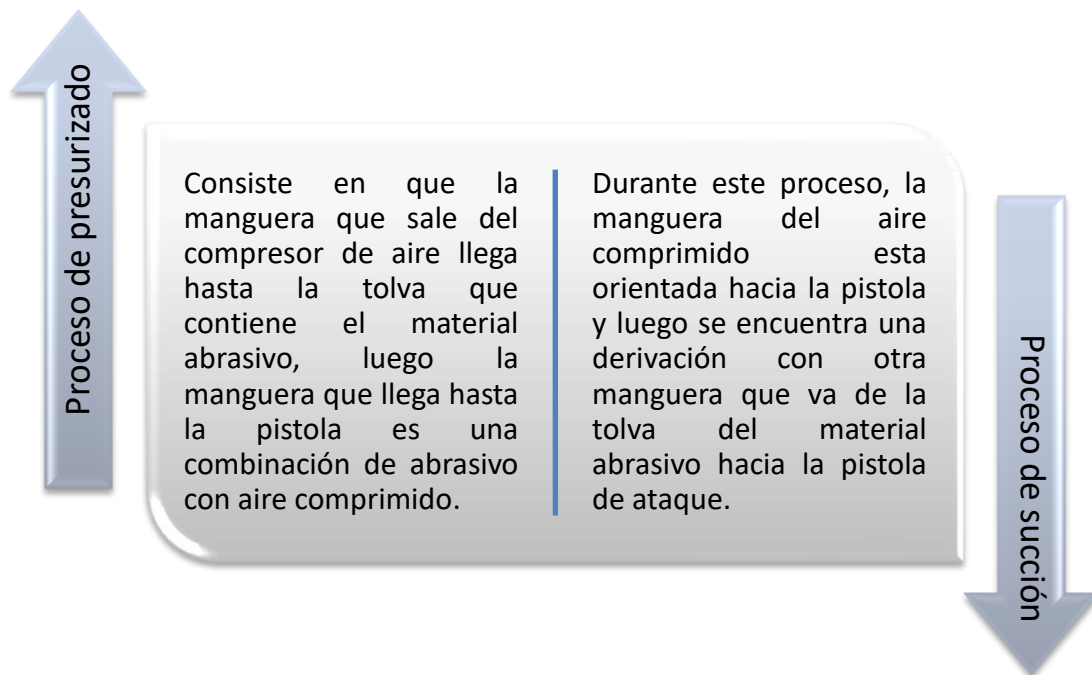 Proceso de presurizado
Consiste en que la
manguera que sale del
compresor de aire llega
hasta la tolva que
contiene el material
abrasivo, luego la
manguera que llega hasta
la pistola es una
combinación de abrasivo
con aire comprimido.
Durante este proceso, la
manguera del aire
comprimido esta
orientada hacia la pistola
y luego se encuentra una
derivación con otra
manguera que va de la
tolva del material
abrasivo hacia la pistola
de ataque.
Proceso de succión